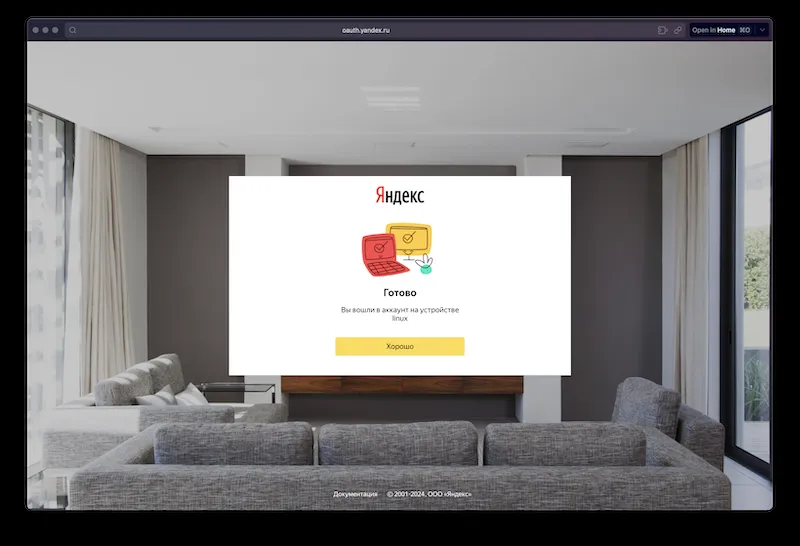 oauth.yandex.ru
Open in Home ⌘O
Яндекс
Готово
Вы вошли в аккаунт на устройстве
linux
Хорошо
Документация © 2001-2024, ООО «Яндекс»